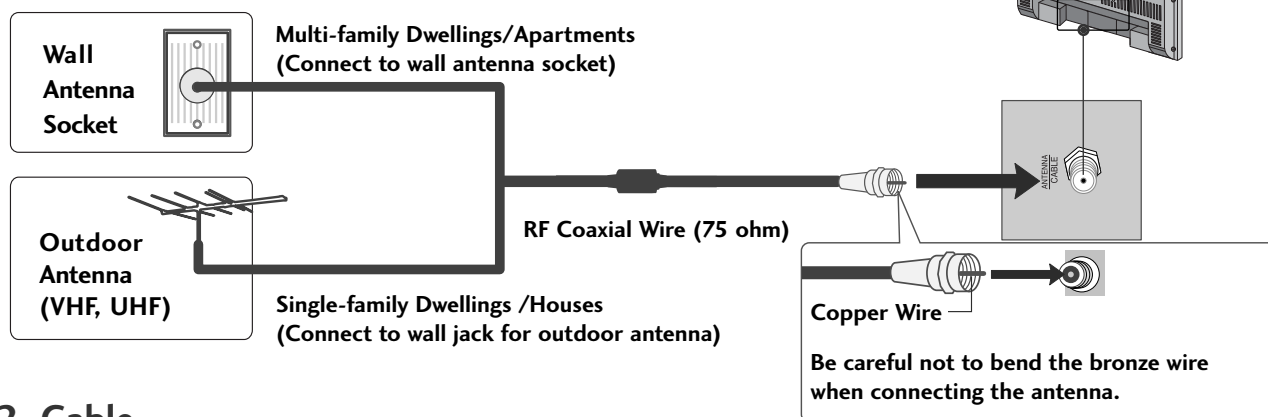 Wall
Antenna
Socket
Multi-family Dwellings/Apartments
(Connect to wall antenna socket)
ANTENNA
CABLE
RF Coaxial Wire (75 ohm)
Outdoor
Antenna
(VHF, UHF)
Single-family Dwellings /Houses
(Connect to wall jack for outdoor antenna)
Copper Wire
Be careful not to bend the bronze wire
when connecting the antenna.
2. Cable